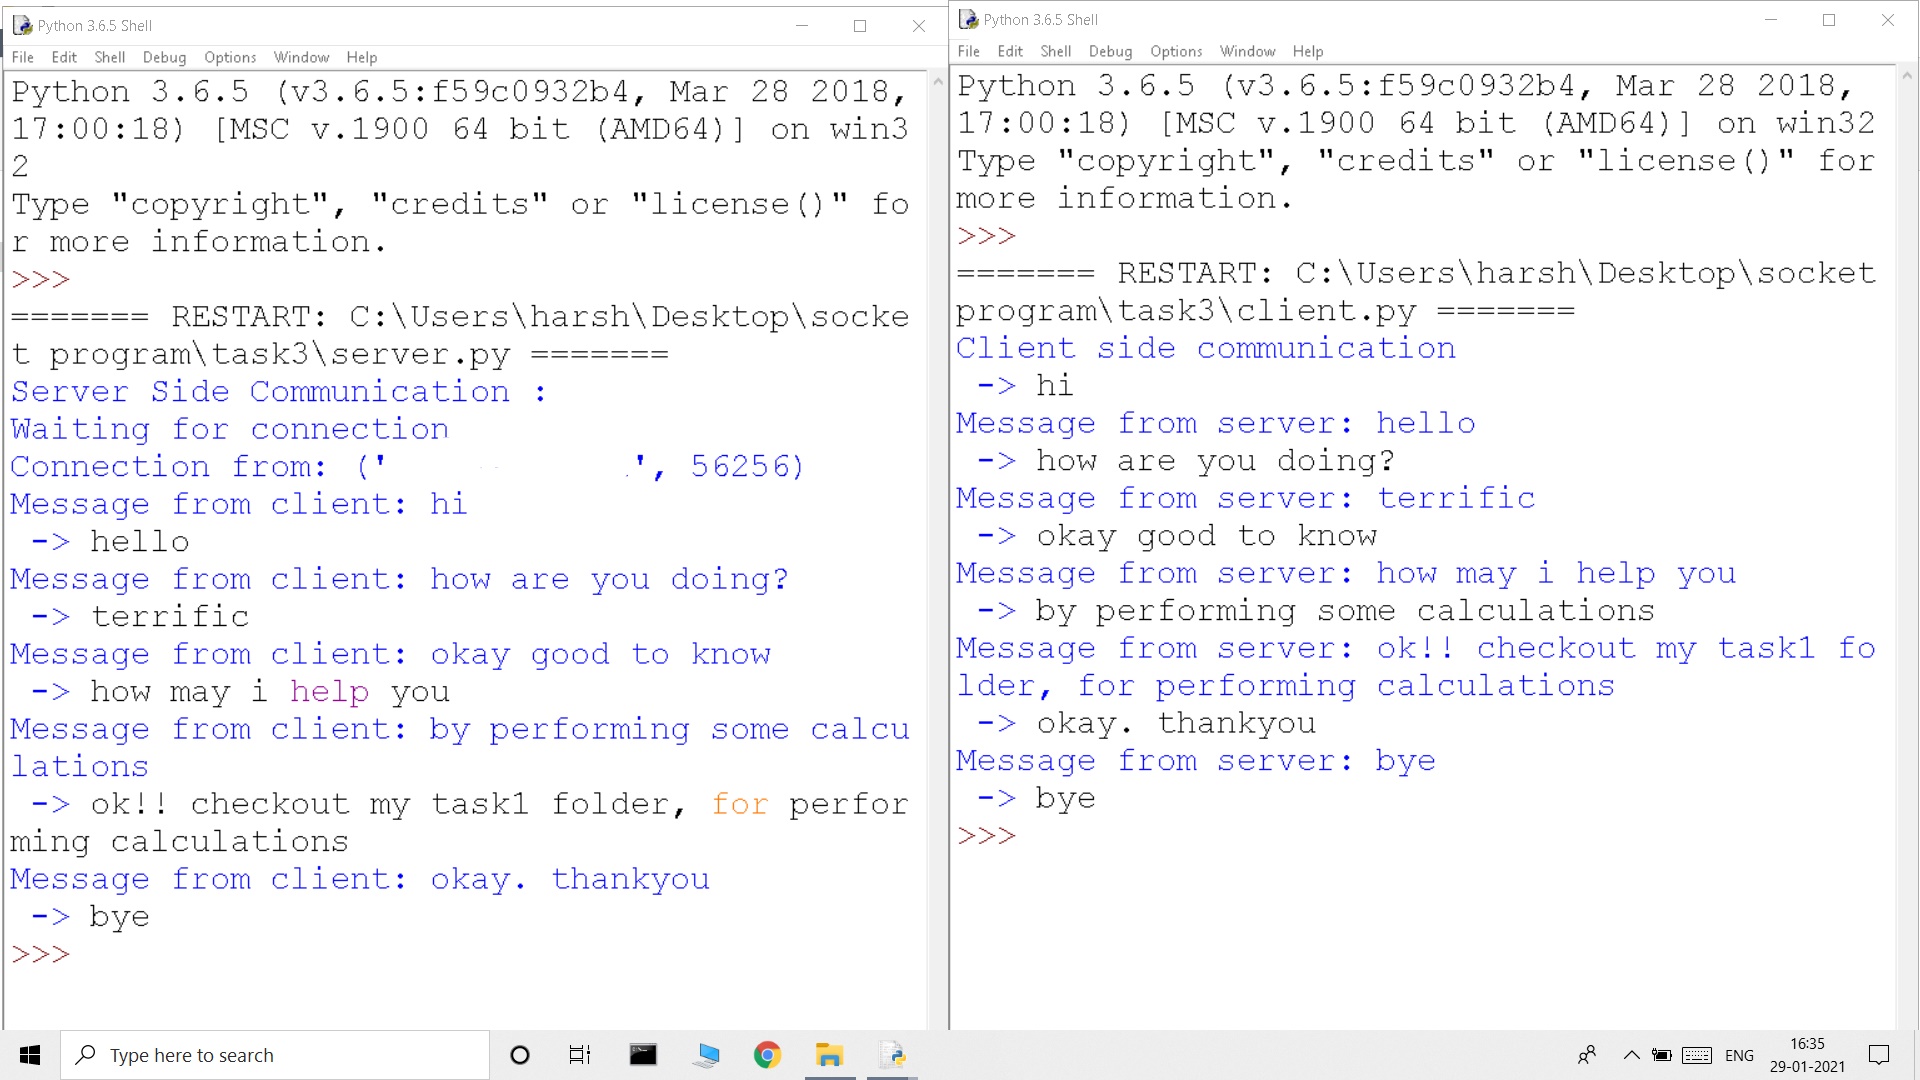 Python 3.6.5 Shell
File Edit Shell Debug Options Window Help
Python 3.6.5 (v3.6.5:f59c0932b4, Mar 28 2018,
17:00:18) [MSC v.1900 64 bit (AMD64)] on win3
2
Type "copyright", "credits" or "license()" fo
r more information.
>>>
======= RESTART: C:\Users\harsh\Desktop\socke
t program\task3\server.py =======
Server Side Communication :
Waiting for connection
Connection from: (' ', 56256)
Message from client: hi
-> hello
Message from client: how are you doing?
-> terrific
Message from client: okay good to know
-> how may i help you
Message from client: by performing some calcu
lations
-> ok!! checkout my task1 folder, for perfor
ming calculations
Message from client: okay. thankyou
-> bye
>>>
Python 3.6.5 Shell
File Edit Shell Debug Options Window Help
Python 3.6.5 (v3.6.5:f59c0932b4, Mar 28 2018,
17:00:18) [MSC v.1900 64 bit (AMD64)] on win32
Type "copyright", "credits" or "license()" for
more information.
>>>
======= RESTART: C:\Users\harsh\Desktop\socket
program\task3\client.py =======
Client side communication
-> hi
Message from server: hello
-> how are you doing?
Message from server: terrific
-> okay good to know
Message from server: how may i help you
-> by performing some calculations
Message from server: ok!! checkout my task1 fo
lder, for performing calculations
-> okay. thankyou
Message from server: bye
-> bye
>>>
Type here to search
ENG
16:35
29-01-2021